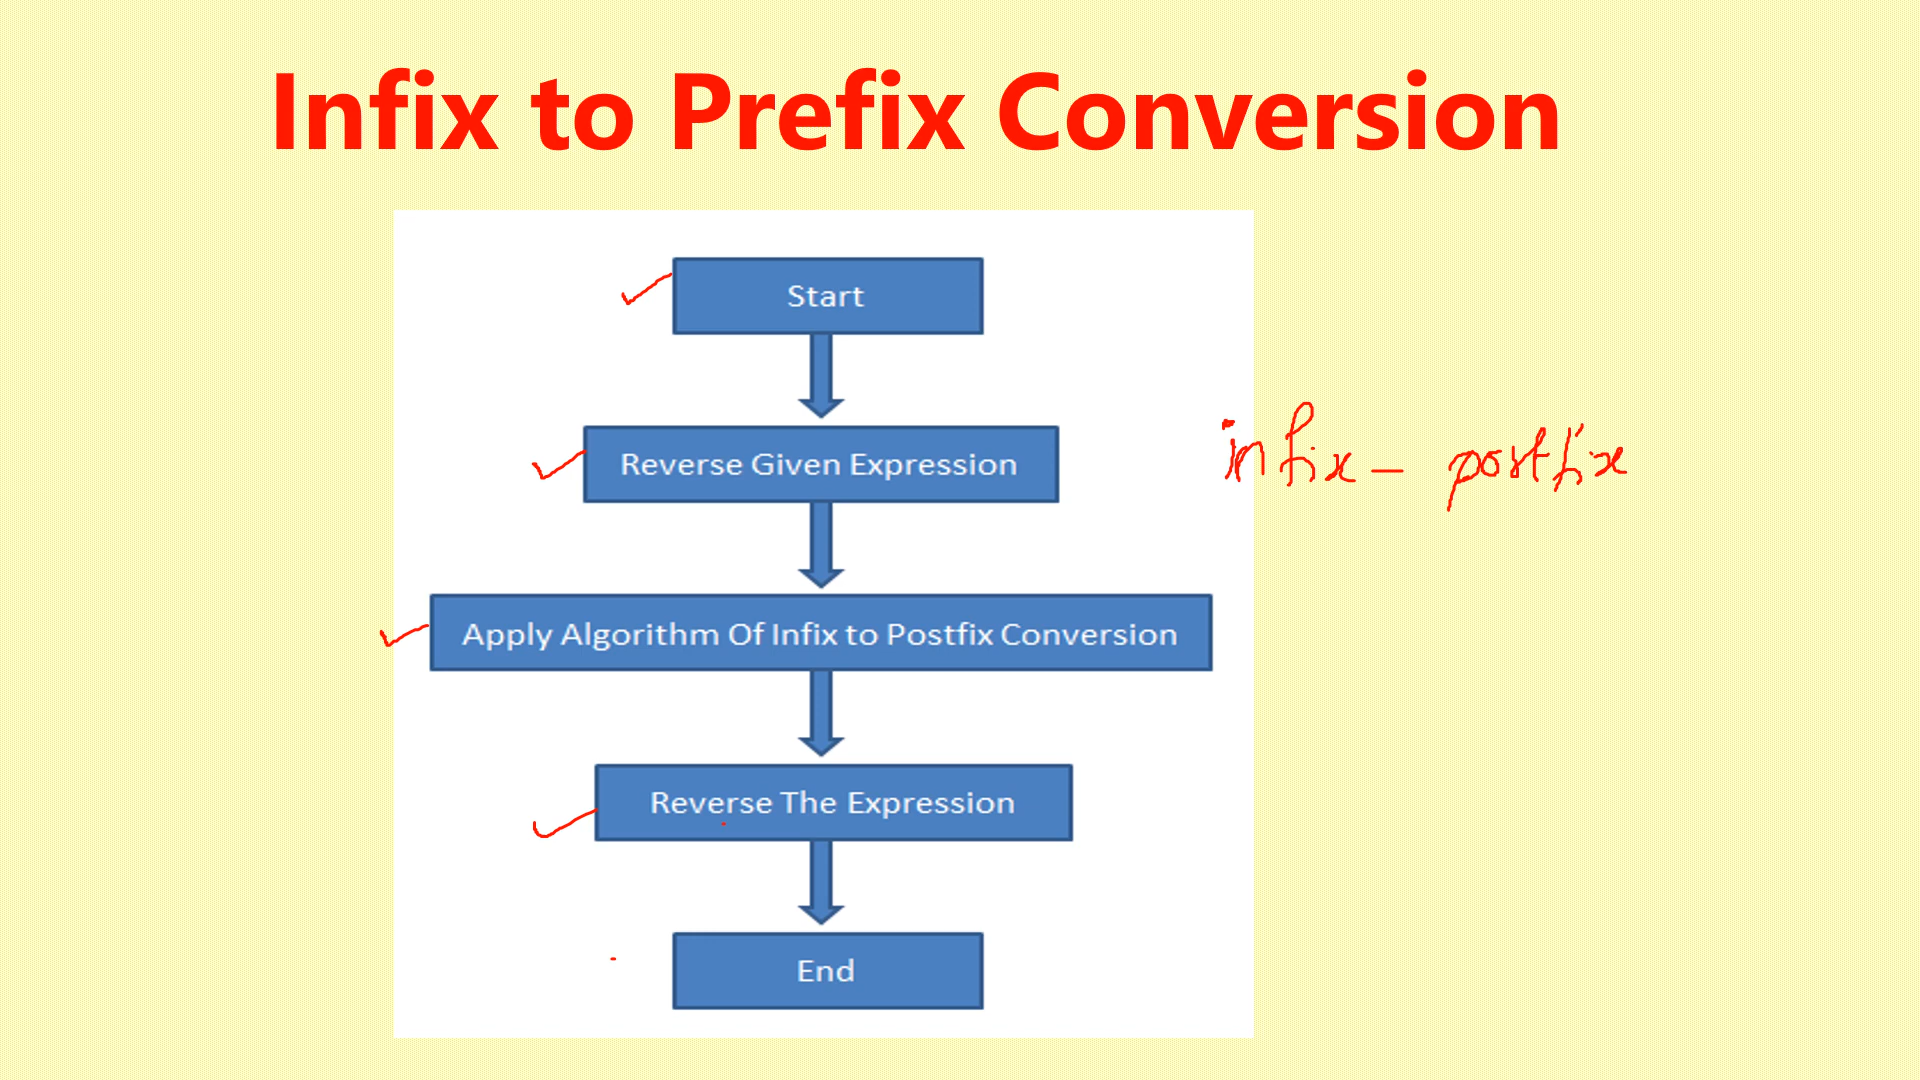 Infix to Prefix Conversion
Start
Reverse Given Expression
infix - postfix
Apply Algorithm Of Infix to Postfix Conversion
Reverse The Expression
End